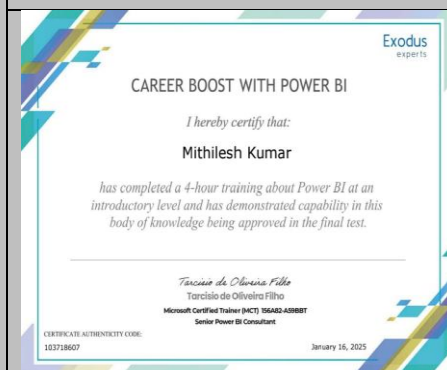 Exodus
experts
CAREER BOOST WITH POWER BI
I hereby certify that:
Mithilesh Kumar
has completed a 4-hour training about Power BI at an
introductory level and has demonstrated capability in this
body of knowledge being approved in the final test.
Tarcisio de Oliveira Filho
Tarcisio de Oliveira Filho
Microsoft Certified Trainer (MCT) 156A82-A59BBT
Senior Power BI Consultant
CERTIFICATE AUTHENTICITY CODE:
103718607
January 16, 2025